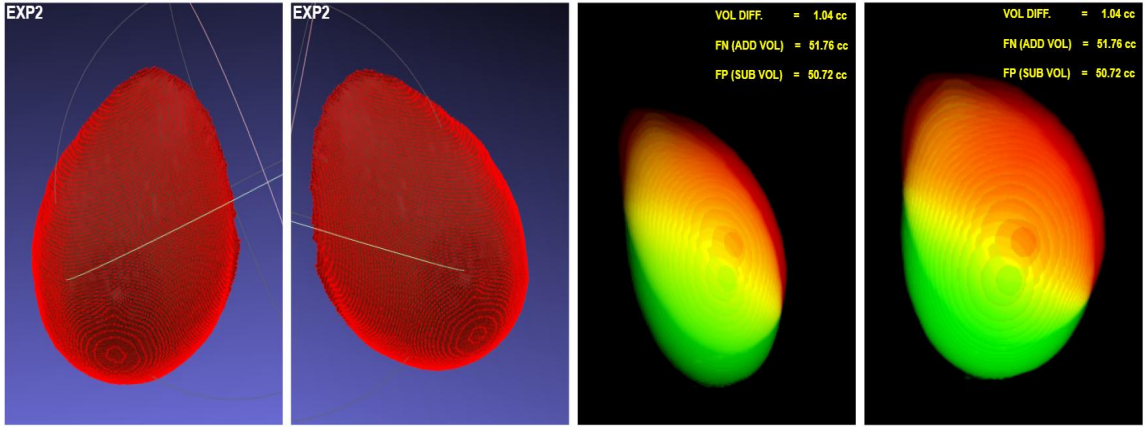 EXP2
EXP2
VOL DIFF. = 1.04 cc
FN (ADD VOL) = 51.76 cc
FP (SUB VOL) = 50.72 cc
VOL DIFF. = 1.04 cc
FN (ADD VOL) = 51.76 cc
FP (SUB VOL) = 50.72 cc